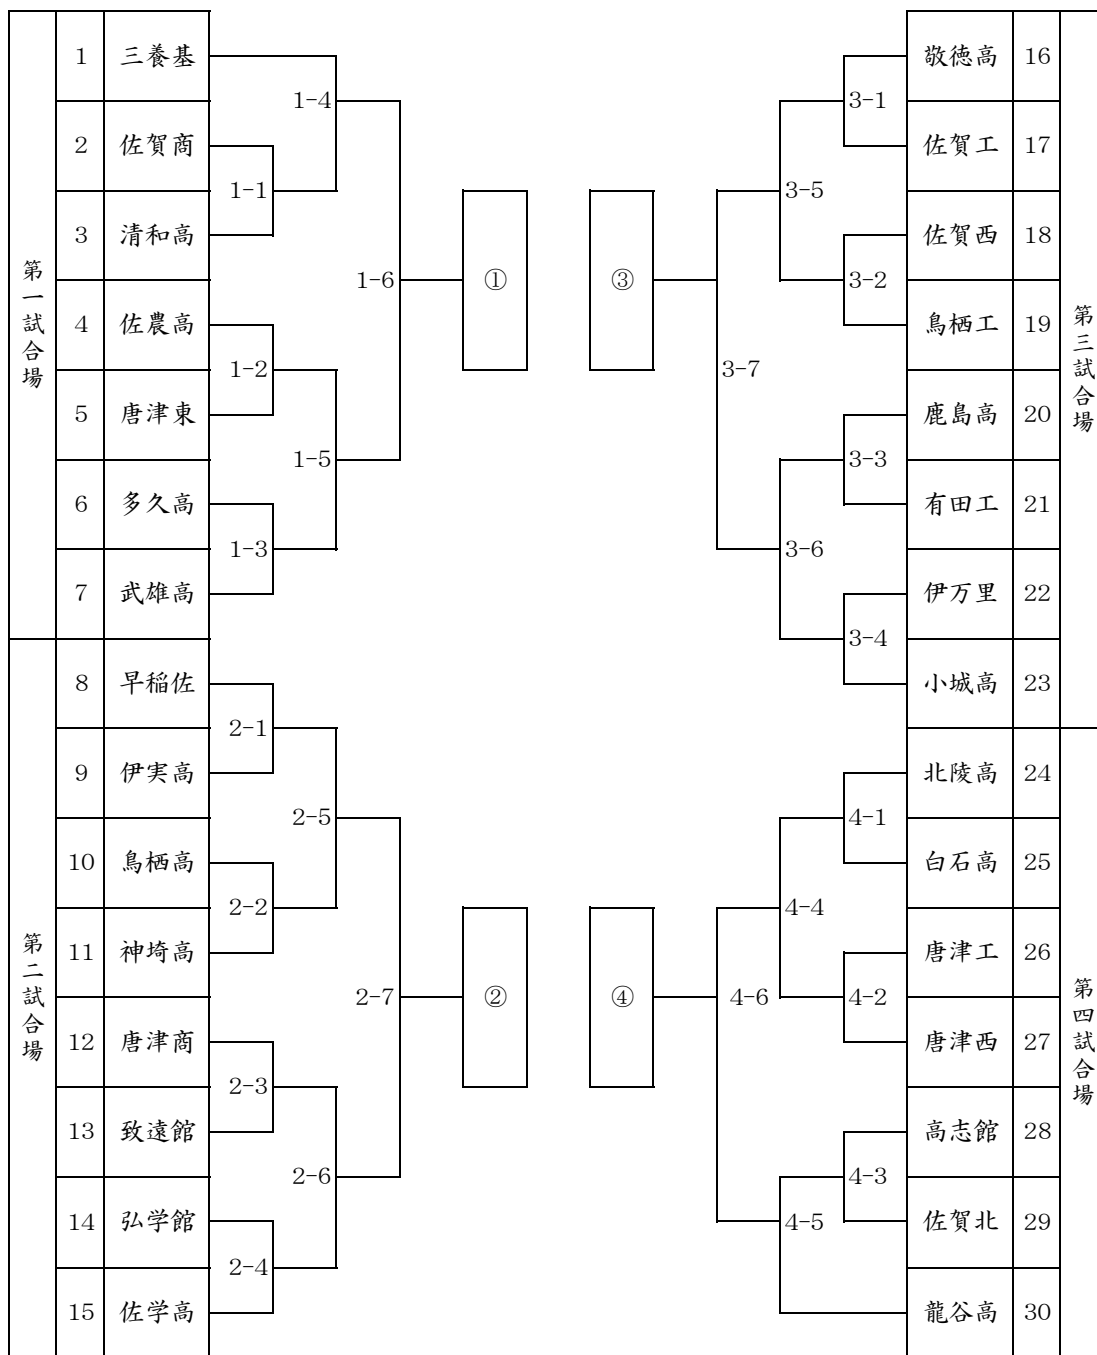 第一試合場
1 三養基
2 佐賀商
3 清和高
4 佐農高
5 唐津東
6 多久高
7 武雄高
1-4
1-1
1-6
1-2
1-5
1-3
①
第二試合場
8 早稲佐
9 伊実高
10 鳥栖高
11 神埼高
12 唐津商
13 致遠館
14 弘学館
15 佐学高
2-1
2-5
2-2
2-7
2-3
2-6
2-4
②
第三試合場
敬徳高 16
佐賀工 17
佐賀西 18
鳥栖工 19
鹿島高 20
有田工 21
伊万里 22
小城高 23
3-1
3-5
3-2
3-7
3-3
3-6
3-4
③
第四試合場
北陵高 24
白石高 25
唐津工 26
唐津西 27
高志館 28
佐賀北 29
龍谷高 30
4-1
4-4
4-2
4-6
4-3
4-5
④